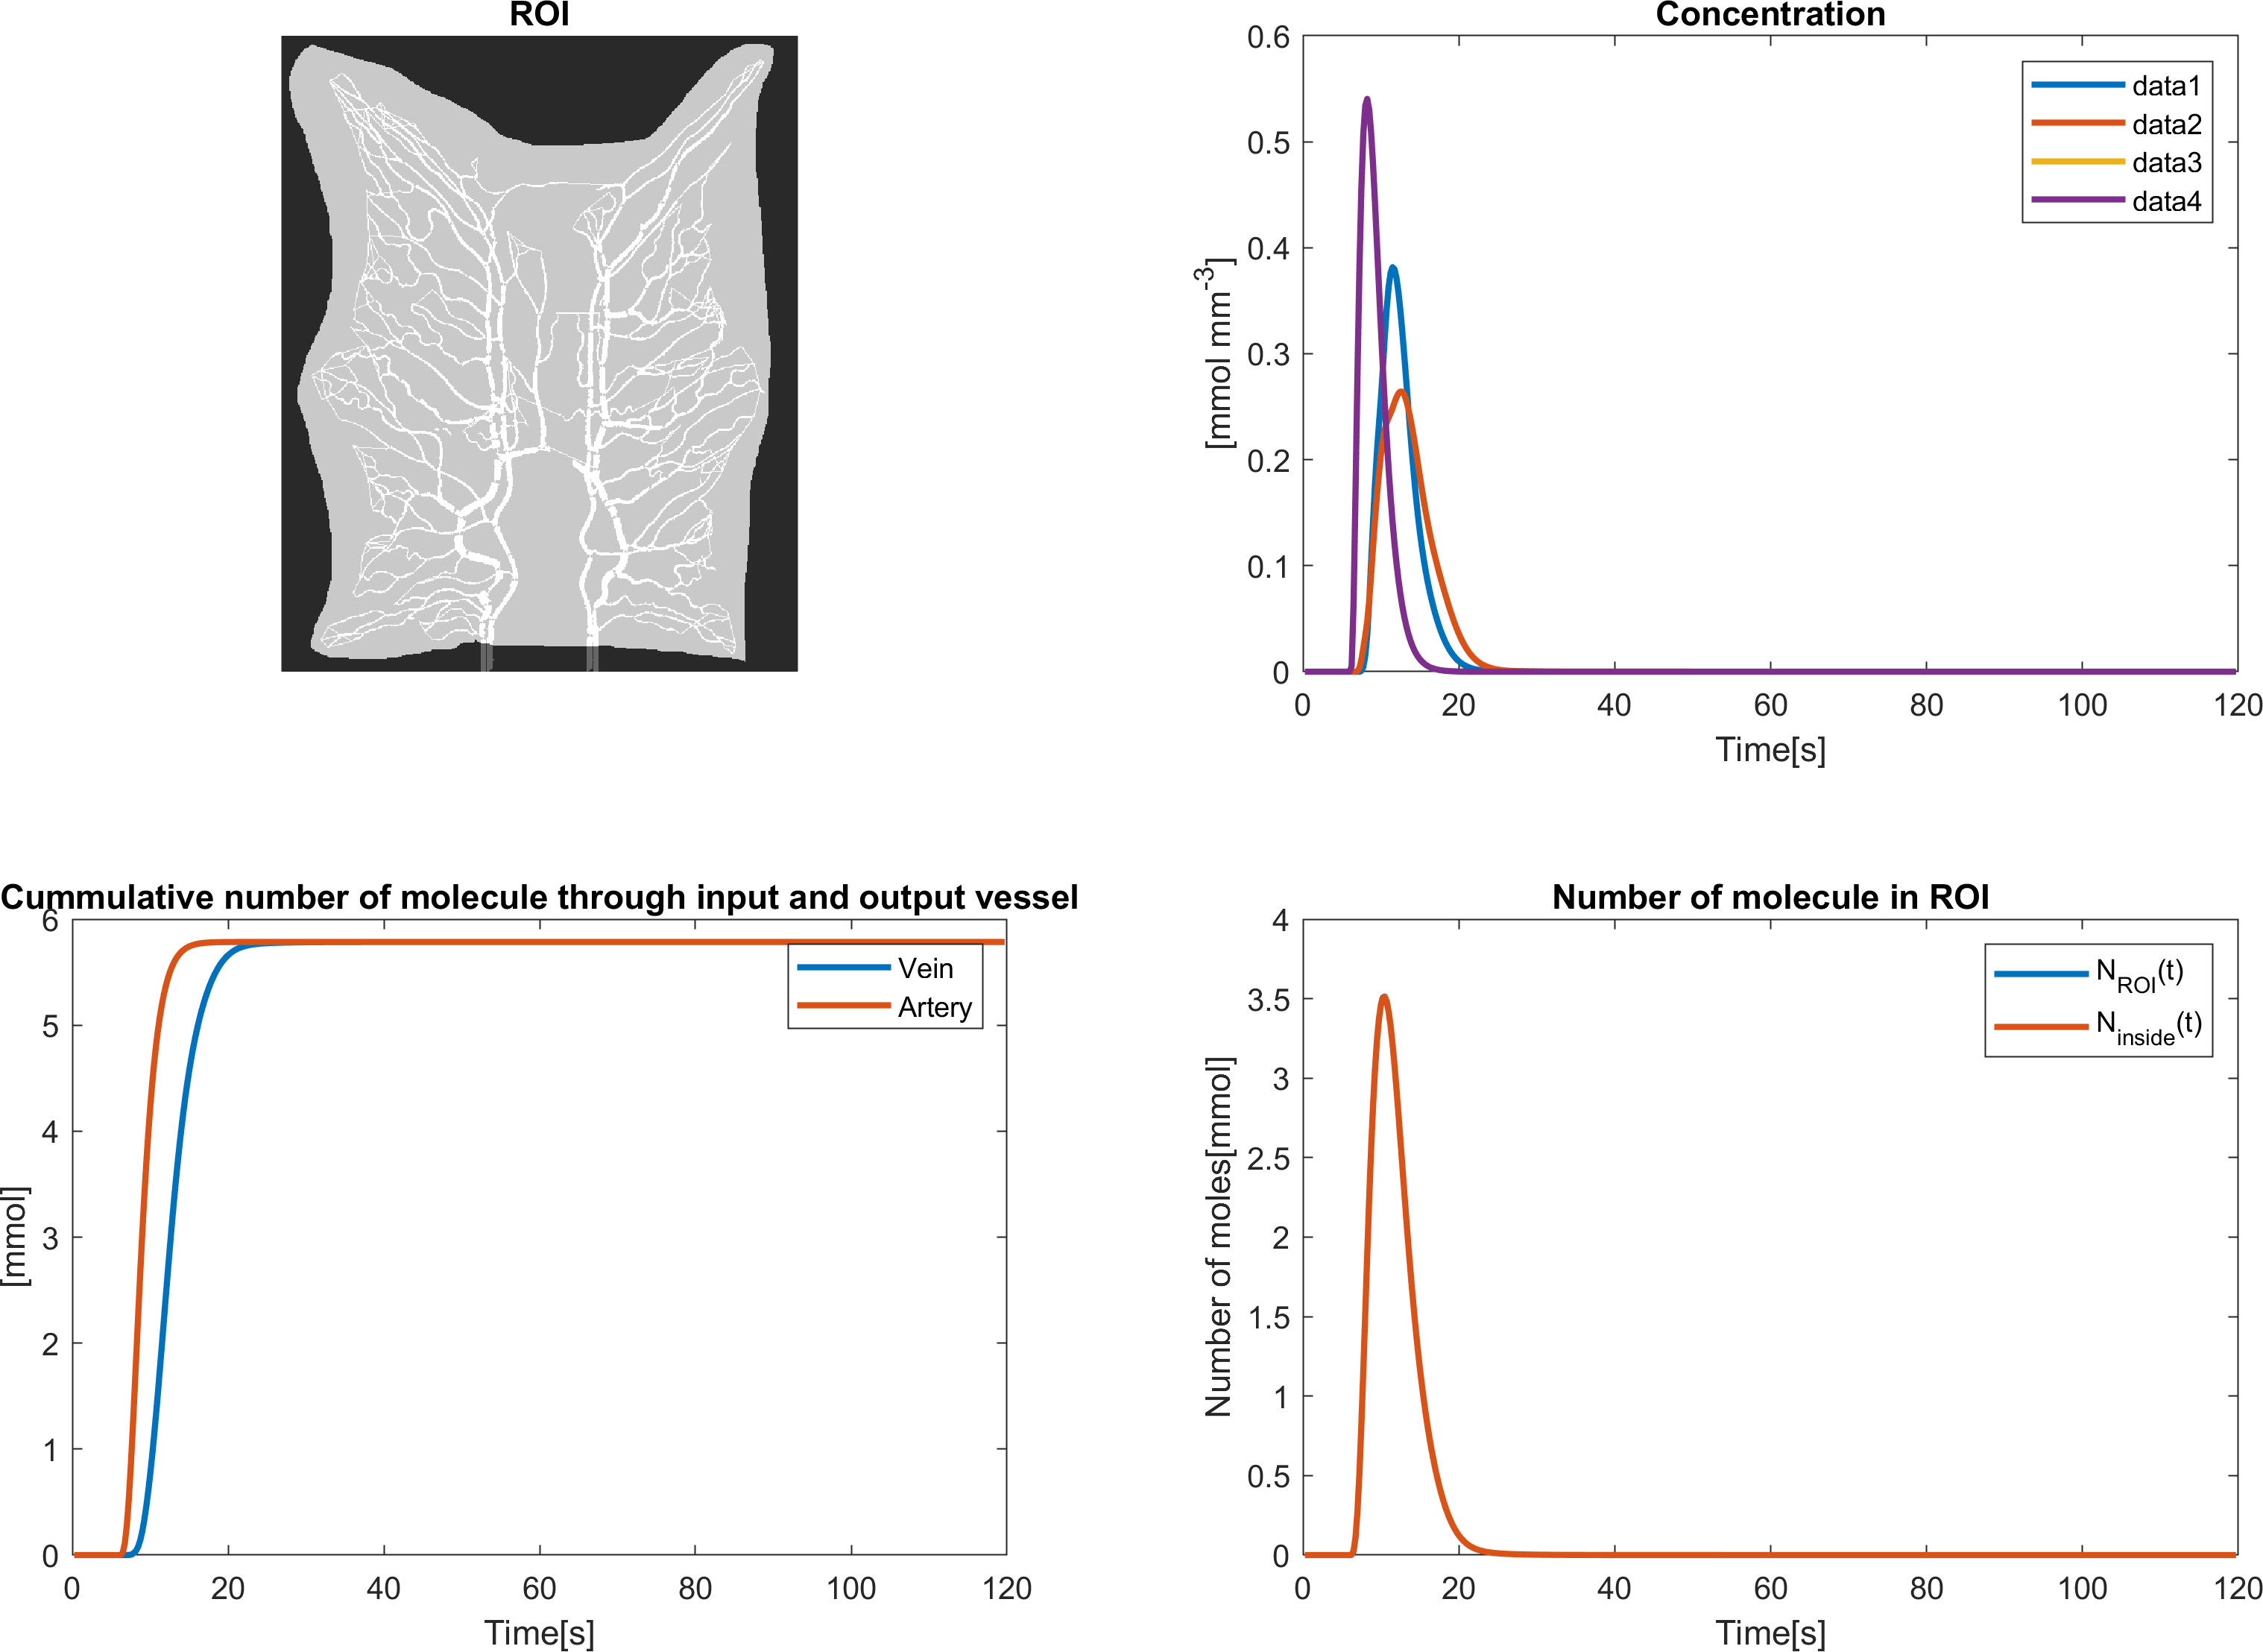 ROI
Concentration
0.6
0.5
0.4
0.3
0.2
0.1
0
[mmol mm-3]
data1
data2
data3
data4
0 20 40 60 80 100 120
Time[s]
Cummulative number of molecule through input and output vessel
6
5
4
3
2
1
0
[mmol]
Vein
Artery
0 20 40 60 80 100 120
Time[s]
Number of molecule in ROI
4
3.5
3
2.5
2
1.5
1
0.5
0
Number of moles[mmol]
NROI(t)
Ninside(t)
0 20 40 60 80 100 120
Time[s]